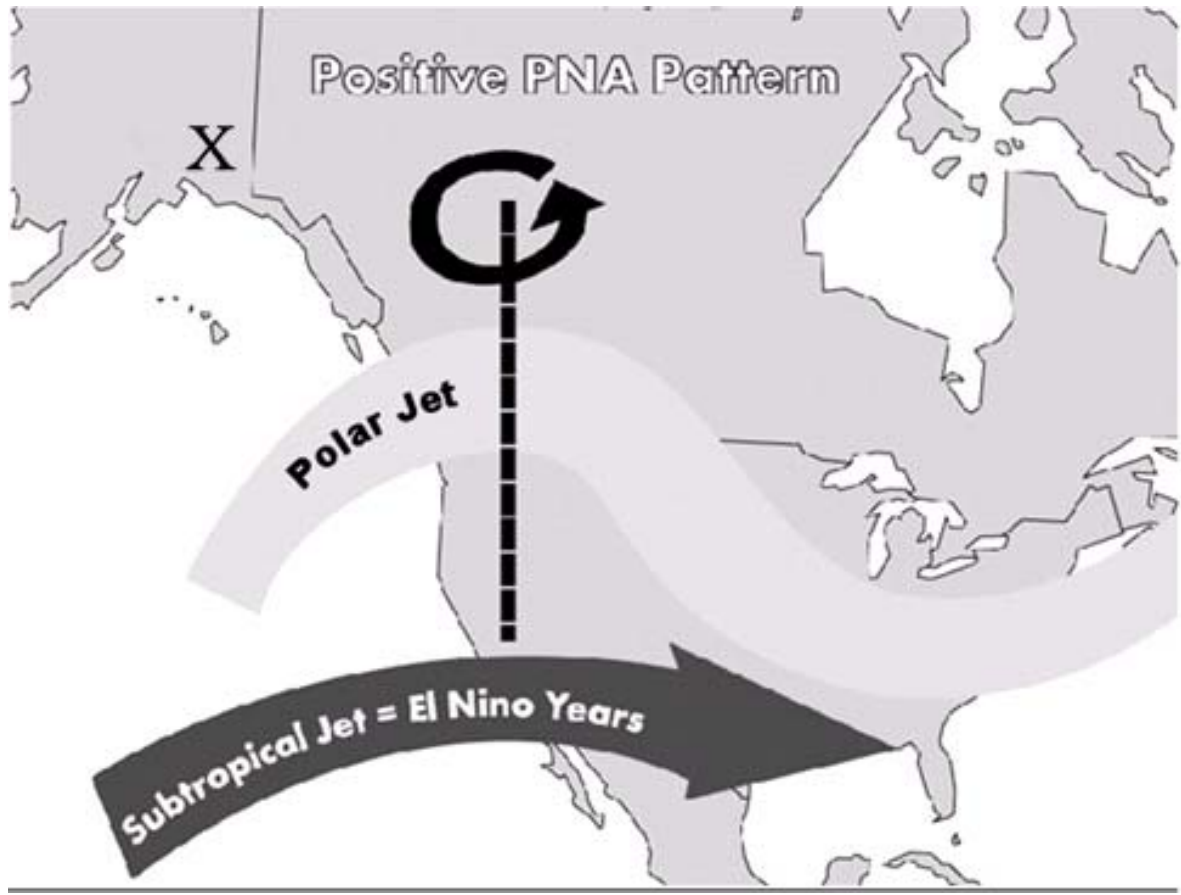 Positive PNA Pattern
X
Polar Jet
Subtropical Jet = El Nino Years